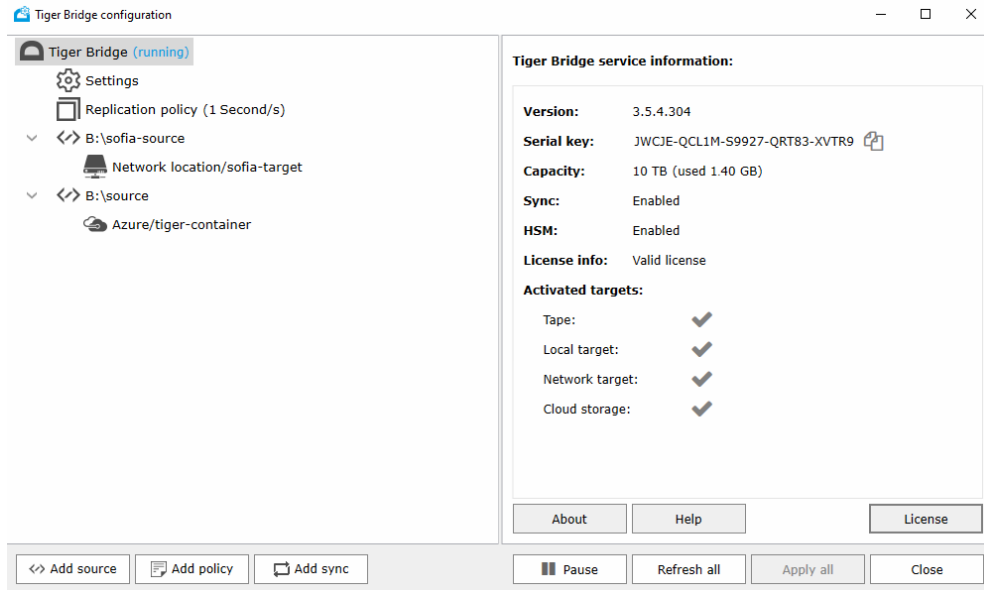 Tiger Bridge configuration
Tiger Bridge (running)
Settings
Replication policy (1 Second/s)
B:\sofia-source
Network location/sofia-target
B:\source
Azure/tiger-container
Tiger Bridge service information:
Version: 3.5.4.304
Serial key: JWCJE-QCL1M-S9927-QRT83-XVTR9
Capacity: 10 TB (used 1.40 GB)
Sync: Enabled
HSM: Enabled
License info: Valid license
Activated targets:
Tape:
Local target:
Network target:
Cloud storage:
About Help License
Add source Add policy Add sync Pause Refresh all Apply all Close